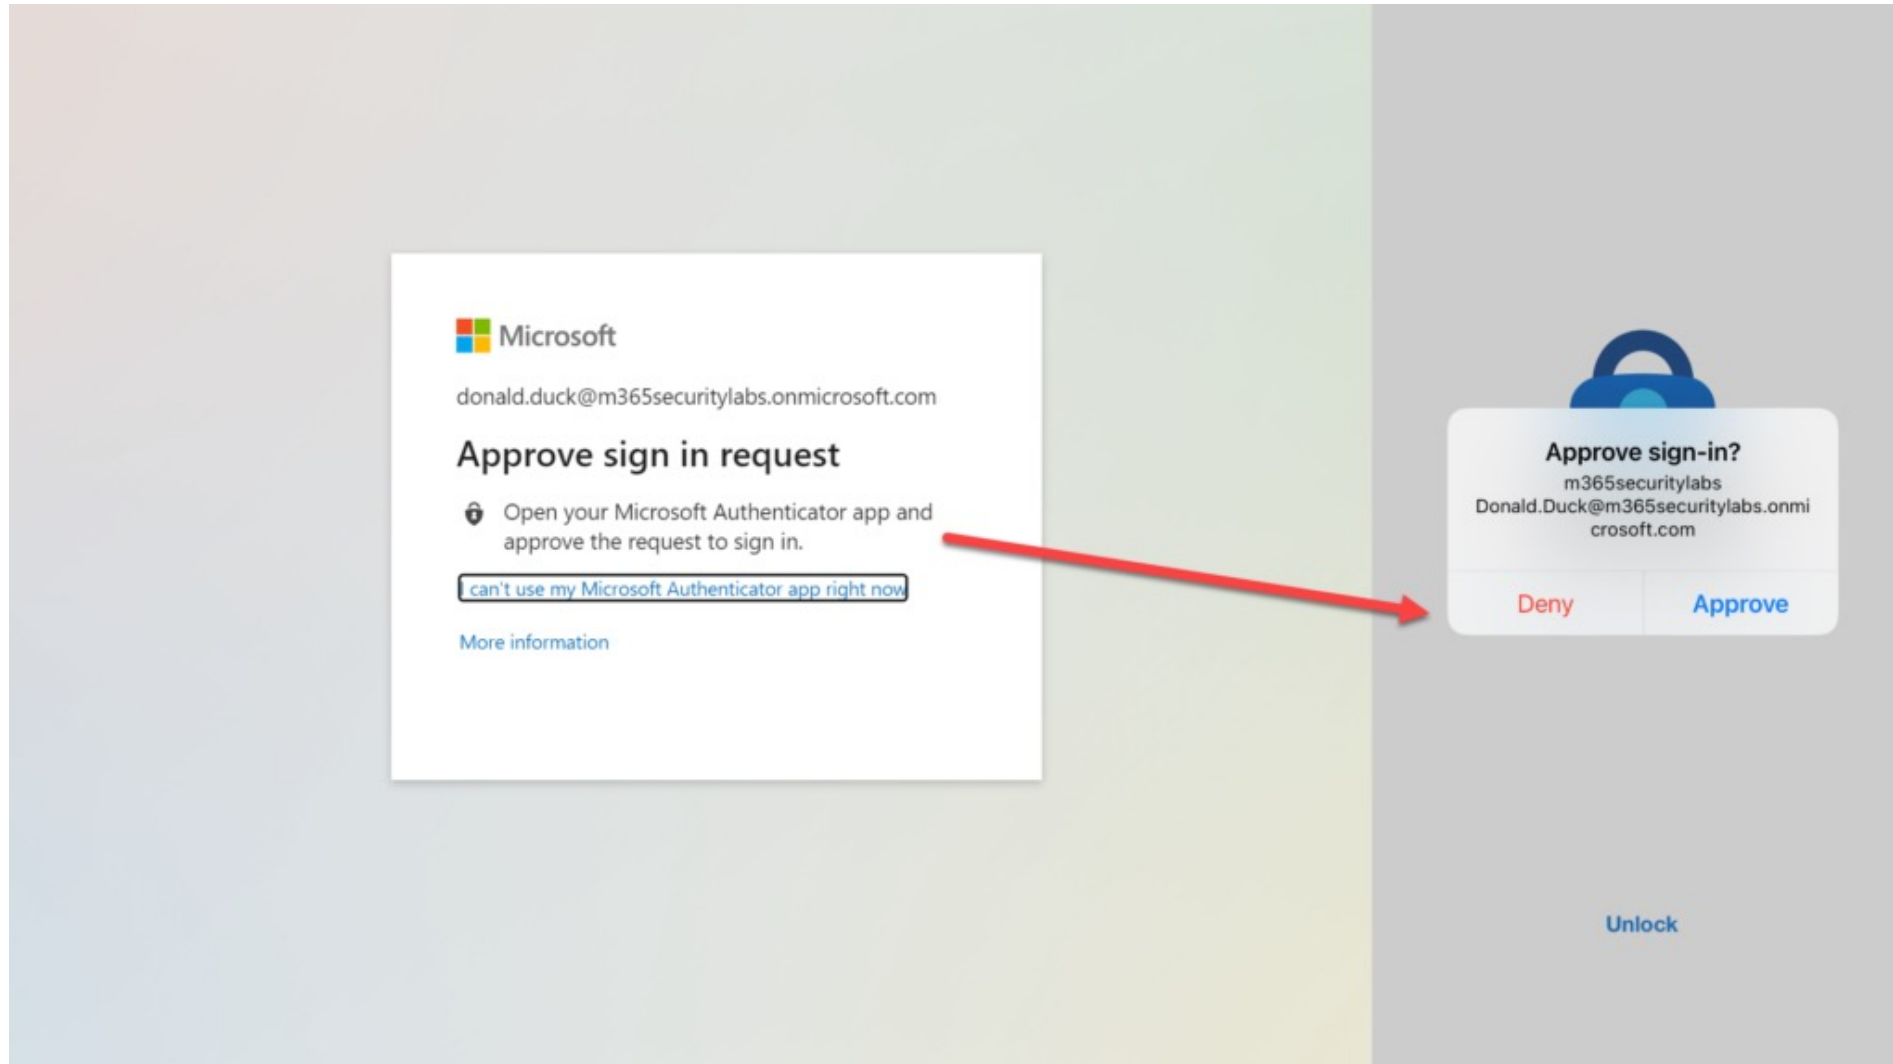 Microsoft
donald.duck@m365securitylabs.onmicrosoft.com
Approve sign in request
Open your Microsoft Authenticator app and
approve the request to sign in.
I can't use my Microsoft Authenticator app right now
More information
Approve sign-in?
m365securitylabs
Donald.Duck@m365securitylabs.onmi
crosoft.com
Deny Approve
Unlock